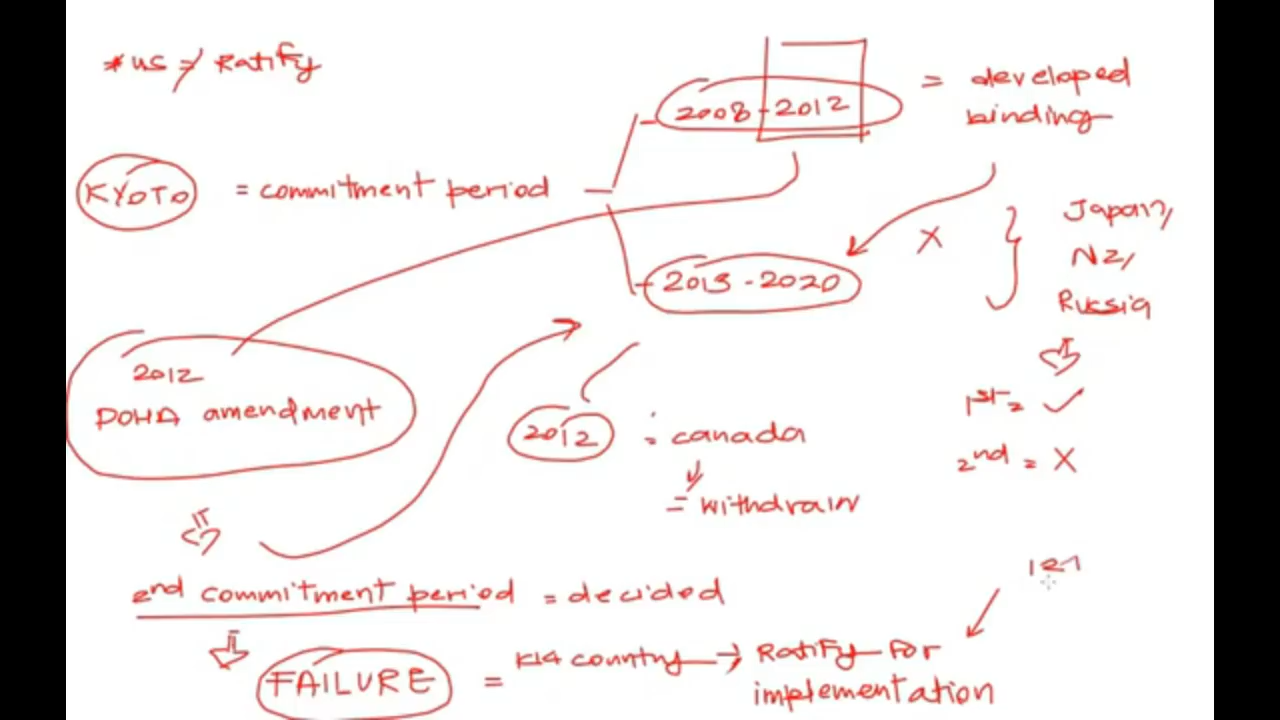 * US ≠ Ratify
2008 - 2012 = developed
binding
KYOTO = commitment period
Japan,
NZ,
Russia
X
2013 - 2020
2012
DOHA amendment
1st = ✓
2nd = X
2012 = canada
= withdrawn
2nd commitment period = decided
FAILURE = country → Ratify for
implementation